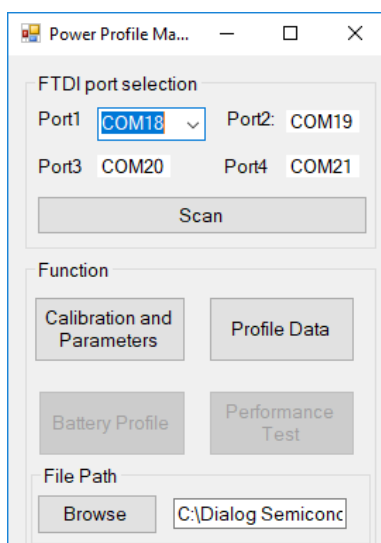 Power Profile Ma...
FTDI port selection
Port1 COM18 Port2: COM19
Port3 COM20 Port4 COM21
Scan
Function
Calibration and
Parameters
Profile Data
Battery Profile
Performance
Test
File Path
Browse C:\Dialog Semiconc